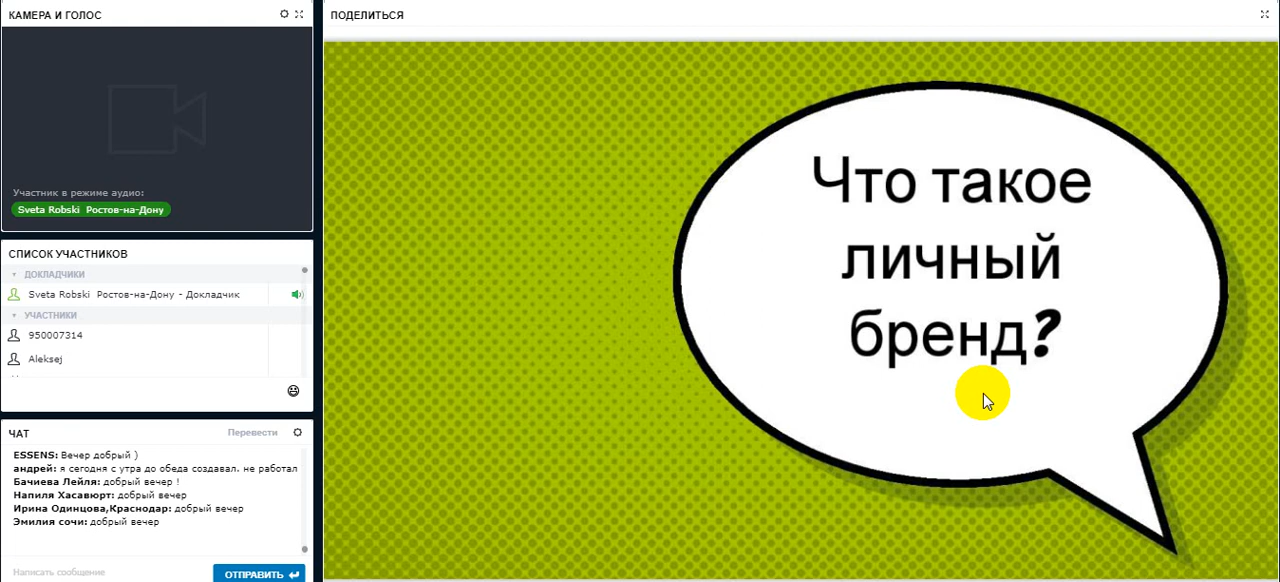 КАМЕРА И ГОЛОС
Участник в режиме аудио:
Sveta Robski Ростов-на-Дону
СПИСОК УЧАСТНИКОВ
ДОКЛАДЧИКИ
Sveta Robski Ростов-на-Дону - Докладчик
УЧАСТНИКИ
950007314
Aleksej
ЧАТ
Перевести
ESSENS: Вечер добрый )
андрей: я сегодня с утра до обеда создавал. не работал
Бачиева Лейля: добрый вечер !
Напиля Хасавюрт: добрый вечер
Ирина Одинцова,Краснодар: добрый вечер
Эмилия сочи: добрый вечер
Написать сообщение
ОТПРАВИТЬ
ПОДЕЛИТЬСЯ
Что такое
личный
бренд?